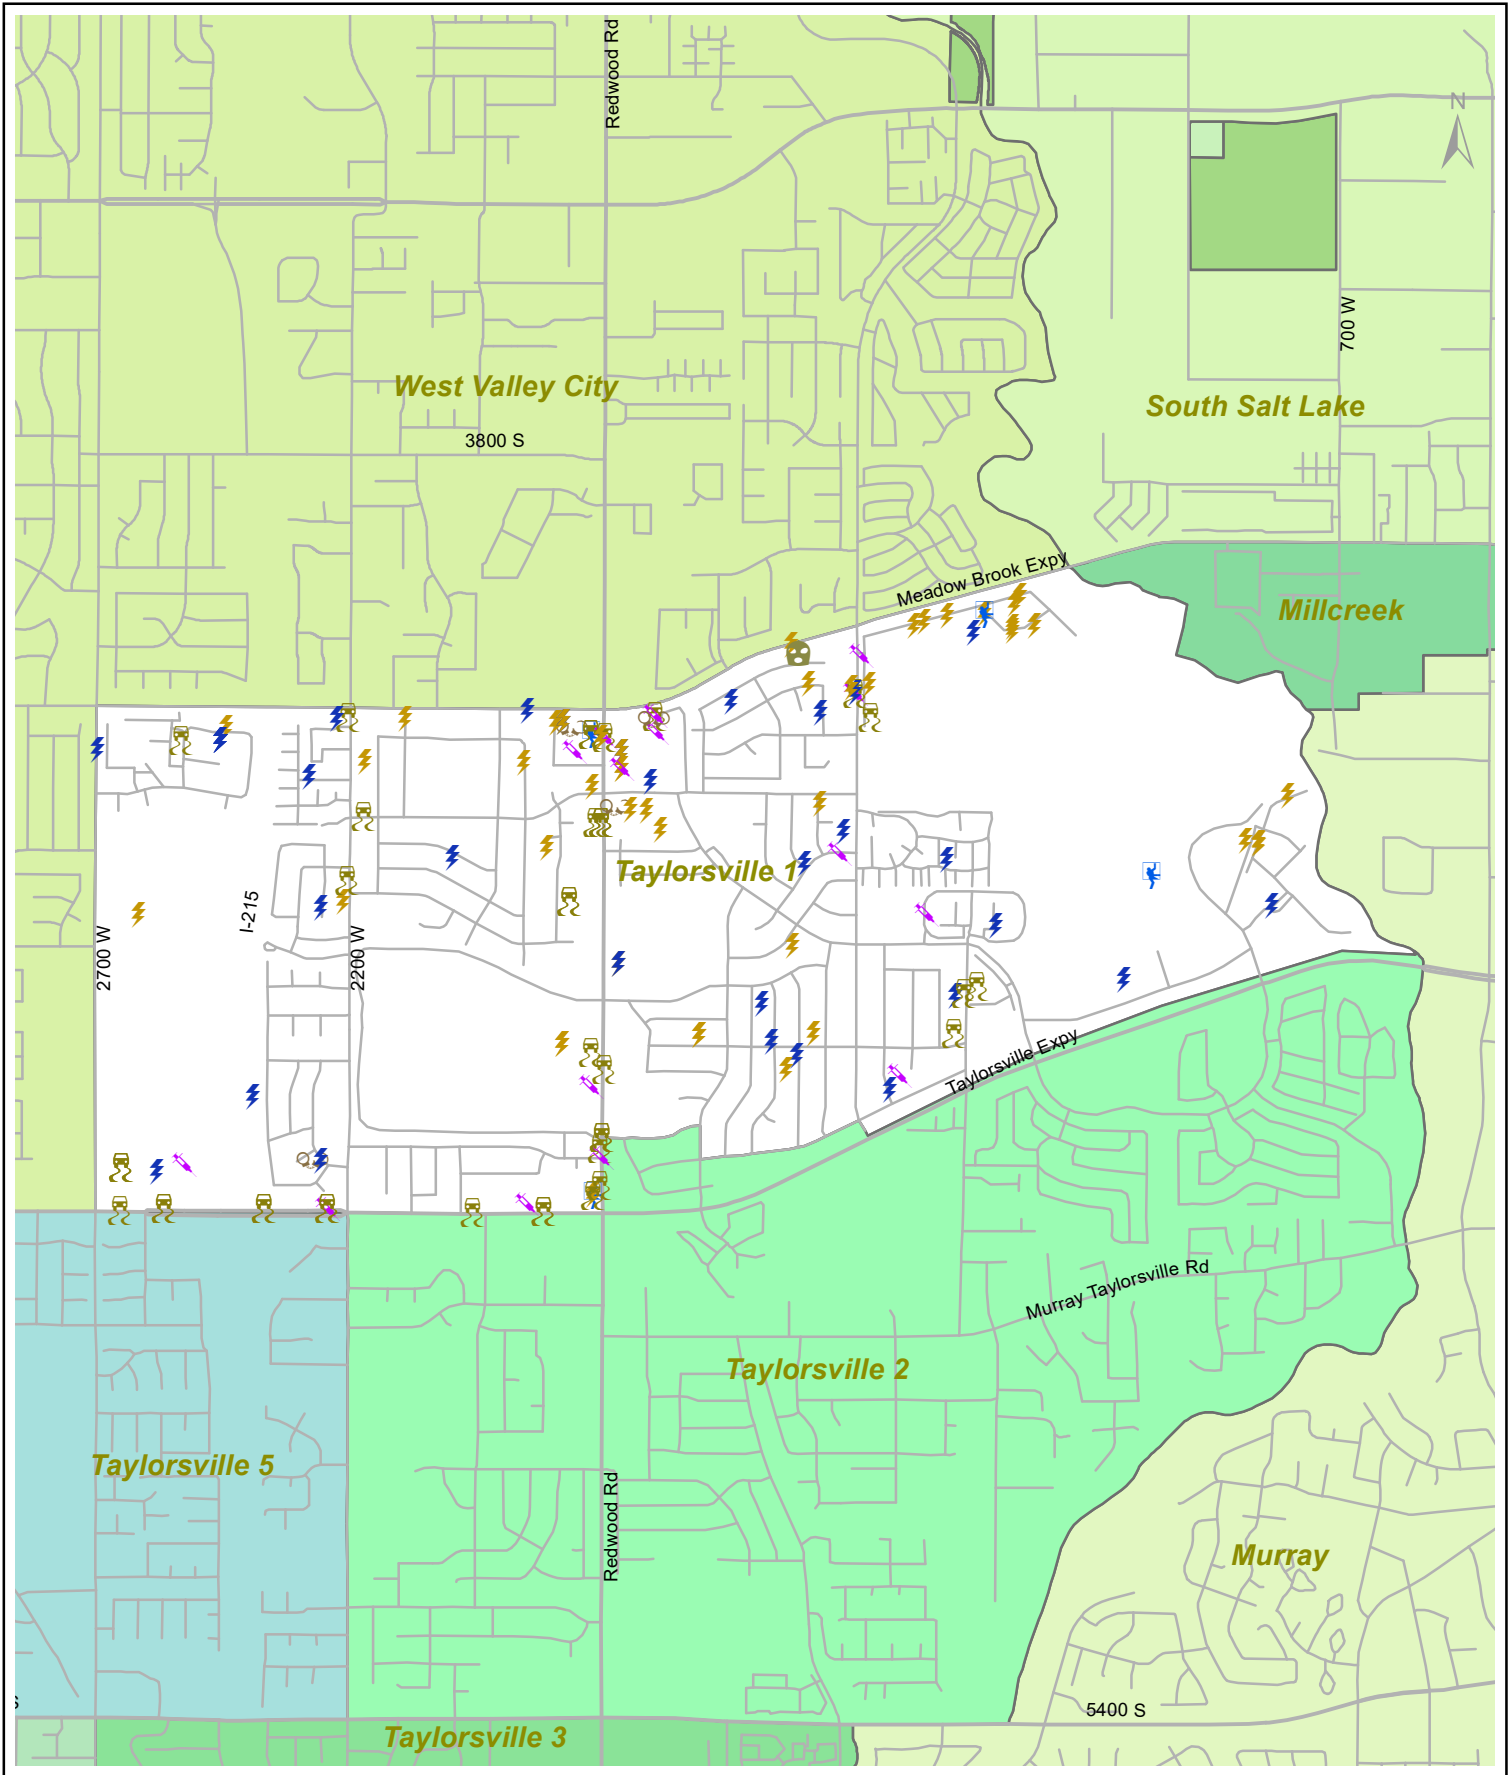 Redwood Rd
N
700 W
West Valley City
South Salt Lake
3800 S
Meadow Brook Expy
Millcreek
Taylorsville 1
I-215
2700 W
2200 W
Taylorsville Expy
Murray Taylorsville Rd
Taylorsville 2
Taylorsville 5
Redwood Rd
Murray
5400 S
Taylorsville 3